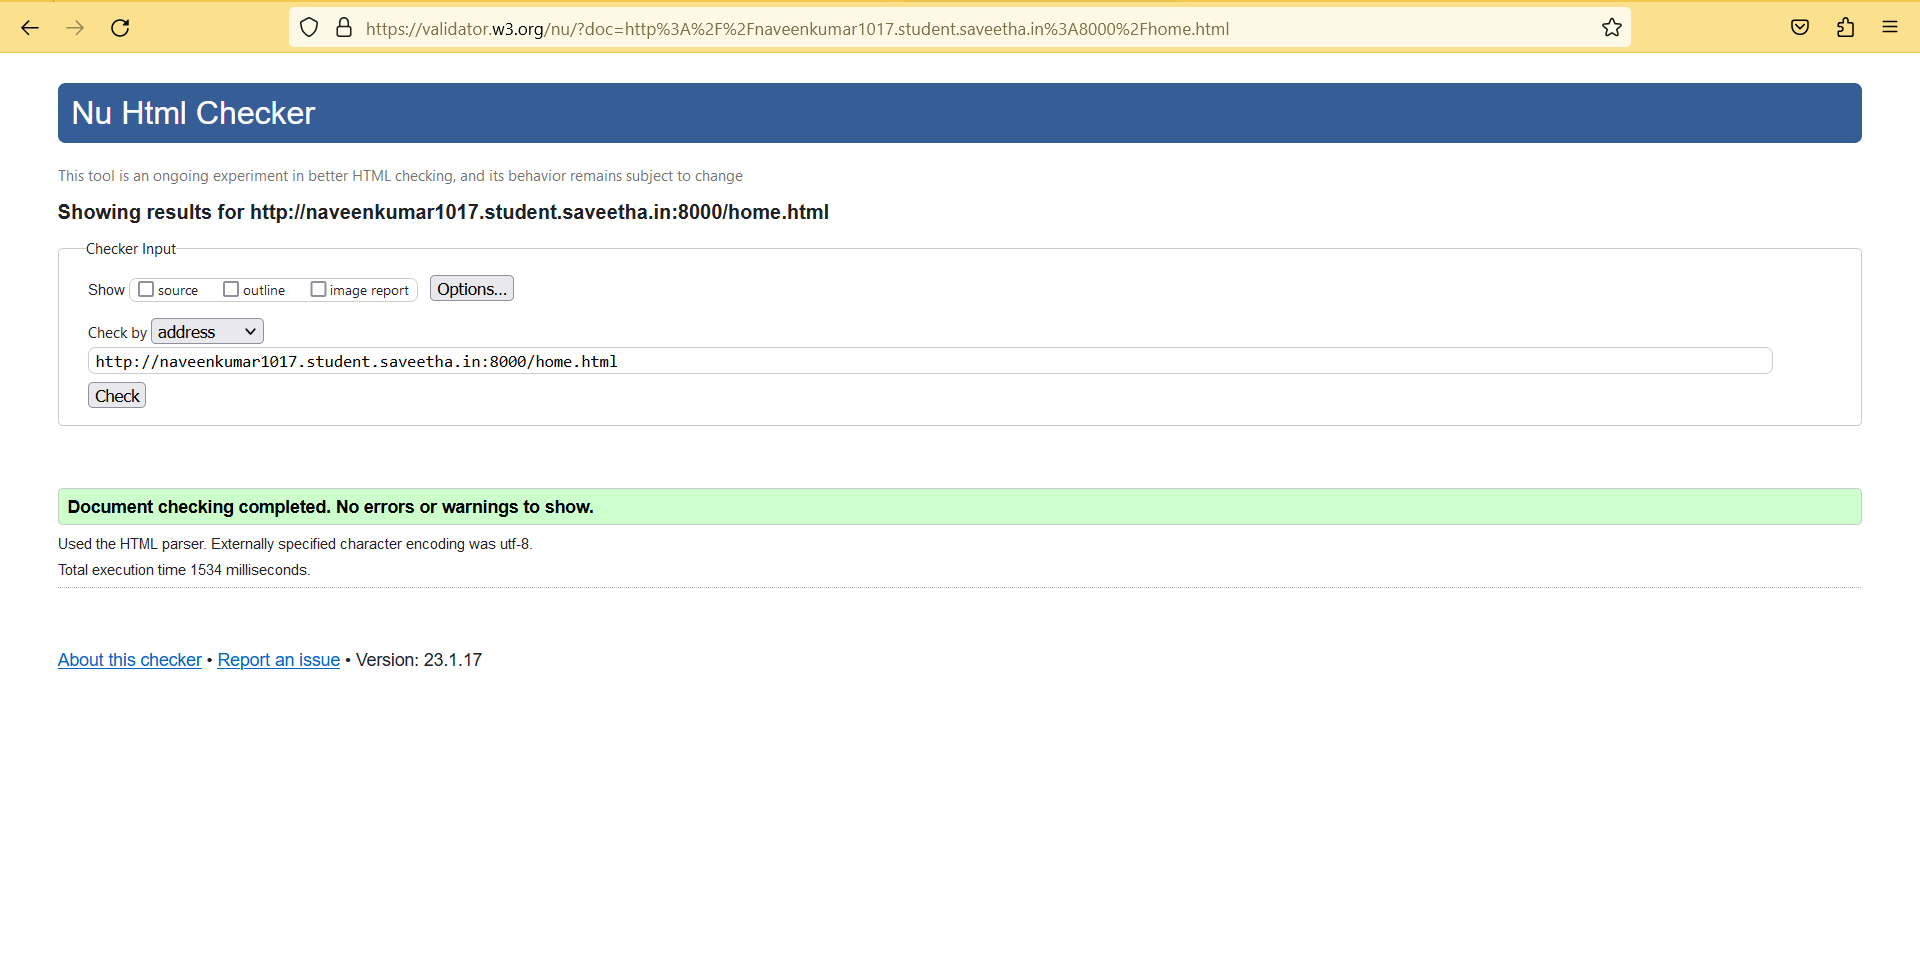 https://validator.w3.org/nu/?doc=http%3A%2F%2Fnaveenkumar1017.student.saveetha.in%3A8000%2Fhome.html
Nu Html Checker
This tool is an ongoing experiment in better HTML checking, and its behavior remains subject to change
Showing results for http://naveenkumar1017.student.saveetha.in:8000/home.html
Checker Input
Show source outline image report Options...
Check by address
http://naveenkumar1017.student.saveetha.in:8000/home.html
Check
Document checking completed. No errors or warnings to show.
Used the HTML parser. Externally specified character encoding was utf-8.
Total execution time 1534 milliseconds.
About this checker • Report an issue • Version: 23.1.17